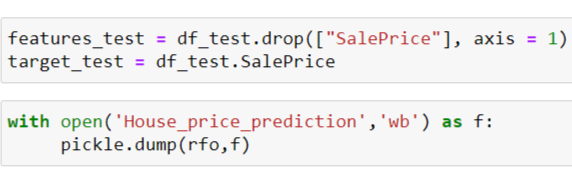 features_test = df_test.drop(["SalePrice"], axis = 1)
target_test = df_test.SalePrice
with open('House_price_prediction','wb') as f:
pickle.dump(rfo,f)